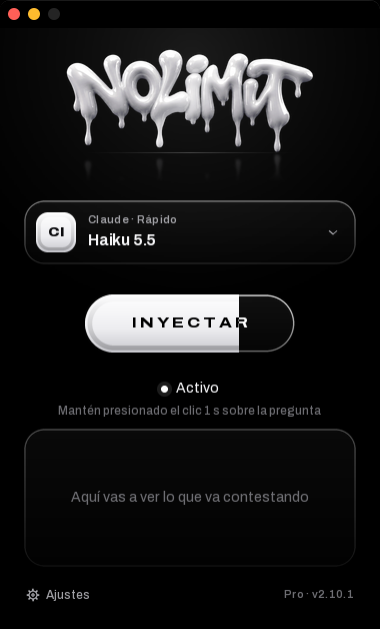 NOLIMIT
CI
Claude · Rápido
Haiku 5.5
INYECTAR
Activo
Mantén presionado el clic 1 s sobre la pregunta
Aquí vas a ver lo que va contestando
Ajustes
Pro · v2.10.1